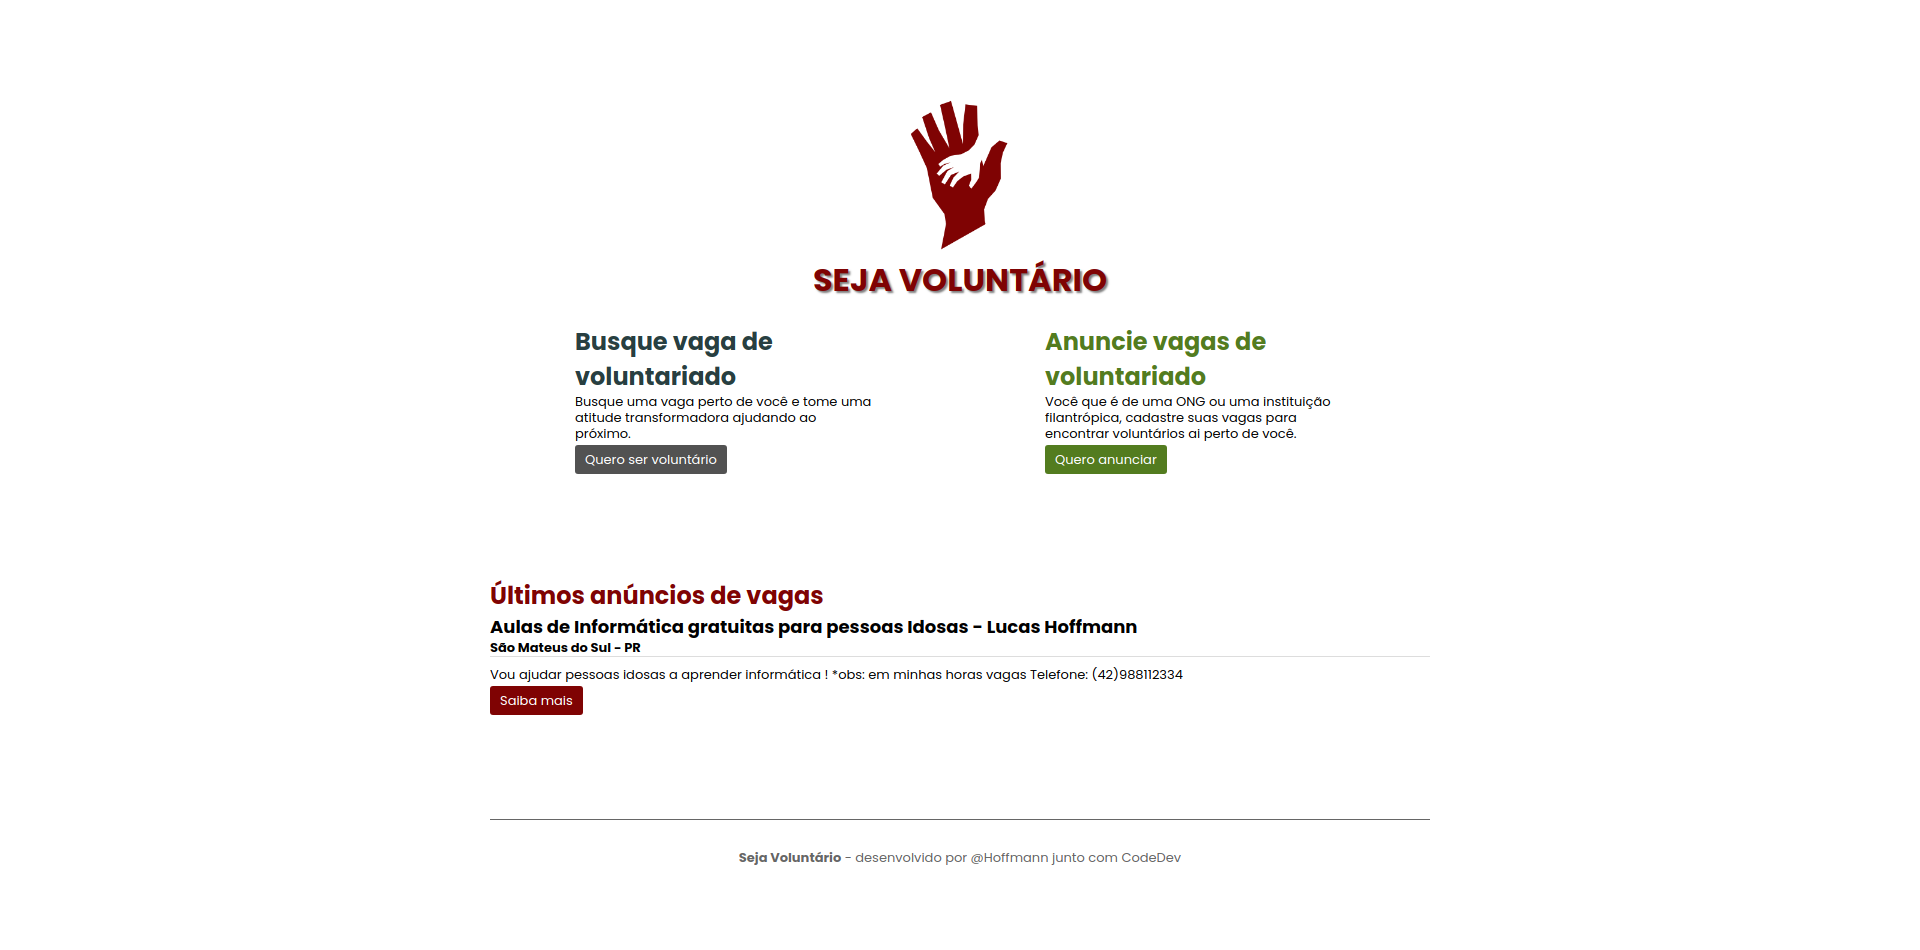 SEJA VOLUNTÁRIO
Busque vaga de
voluntariado
Busque uma vaga perto de você e tome uma
atitude transformadora ajudando ao
próximo.
Quero ser voluntário
Anuncie vagas de
voluntariado
Você que é de uma ONG ou uma instituição
filantrópica, cadastre suas vagas para
encontrar voluntários ai perto de você.
Quero anunciar
Últimos anúncios de vagas
Aulas de Informática gratuitas para pessoas Idosas - Lucas Hoffmann
São Mateus do Sul - PR
Vou ajudar pessoas idosas a aprender informática ! *obs: em minhas horas vagas Telefone: (42)988112334
Saiba mais
Seja Voluntário - desenvolvido por @Hoffmann junto com CodeDev